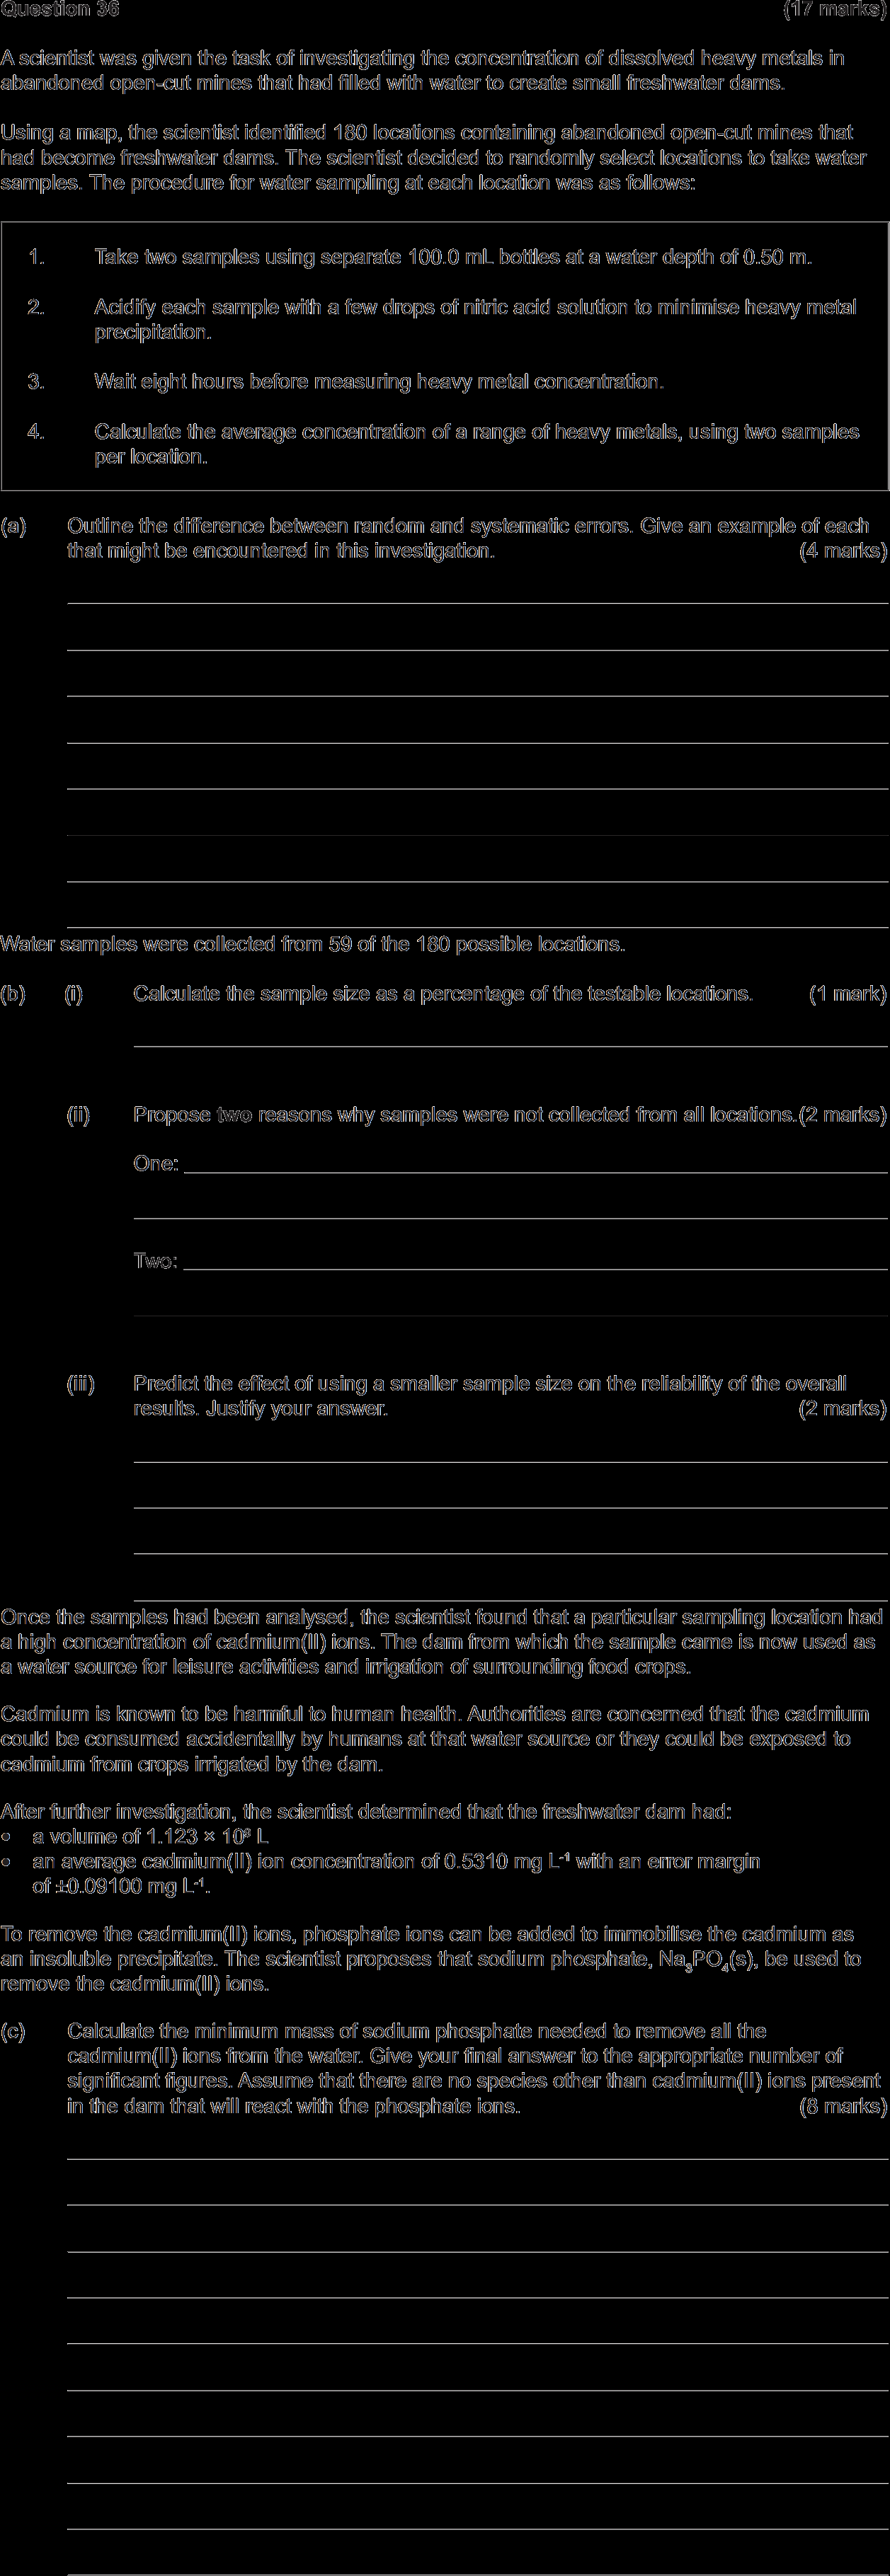 Question 36 (17 marks)
A scientist was given the task of investigating the concentration of dissolved heavy metals in
abandoned open-cut mines that had filled with water to create small freshwater dams.
Using a map, the scientist identified 180 locations containing abandoned open-cut mines that
had become freshwater dams. The scientist decided to randomly select locations to take water
samples. The procedure for water sampling at each location was as follows:
1. Take two samples using separate 100.0 mL bottles at a water depth of 0.50 m.
2. Acidify each sample with a few drops of nitric acid solution to minimise heavy metal
precipitation.
3. Wait eight hours before measuring heavy metal concentration.
4. Calculate the average concentration of a range of heavy metals, using two samples
per location.
(a) Outline the difference between random and systematic errors. Give an example of each
that might be encountered in this investigation. (4 marks)
Water samples were collected from 59 of the 180 possible locations.
(b) (i) Calculate the sample size as a percentage of the testable locations. (1 mark)
(ii) Propose two reasons why samples were not collected from all locations.(2 marks)
One:
Two:
(iii) Predict the effect of using a smaller sample size on the reliability of the overall
results. Justify your answer. (2 marks)
Once the samples had been analysed, the scientist found that a particular sampling location had
a high concentration of cadmium(II) ions. The dam from which the sample came is now used as
a water source for leisure activities and irrigation of surrounding food crops.
Cadmium is known to be harmful to human health. Authorities are concerned that the cadmium
could be consumed accidentally by humans at that water source or they could be exposed to
cadmium from crops irrigated by the dam.
After further investigation, the scientist determined that the freshwater dam had:
• a volume of 1.123 × 10⁸ L
• an average cadmium(II) ion concentration of 0.5310 mg L⁻¹ with an error margin
of ±0.09100 mg L⁻¹.
To remove the cadmium(II) ions, phosphate ions can be added to immobilise the cadmium as
an insoluble precipitate. The scientist proposes that sodium phosphate, Na₃PO₄(s), be used to
remove the cadmium(II) ions.
(c) Calculate the minimum mass of sodium phosphate needed to remove all the
cadmium(II) ions from the water. Give your final answer to the appropriate number of
significant figures. Assume that there are no species other than cadmium(II) ions present
in the dam that will react with the phosphate ions. (8 marks)